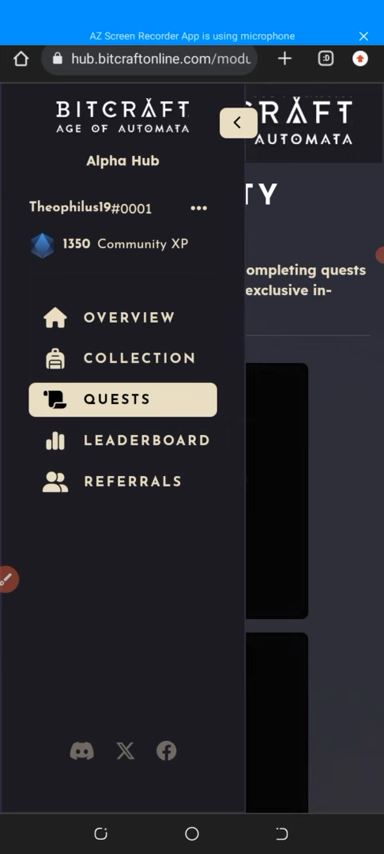 AZ Screen Recorder App is using microphone
hub.bitcraftonline.com/modu
:D
BITCRAFT
AGE OF AUTOMATA
CRAFT
AUTOMATA
Alpha Hub
TY
Theophilus19#0001
1350 Community XP
ompleting quests
exclusive in-
OVERVIEW
COLLECTION
QUESTS
LEADERBOARD
REFERRALS